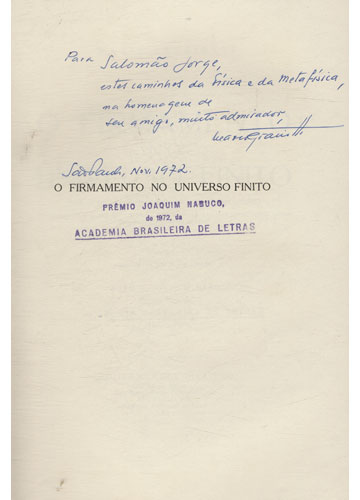 Para Salomão Jorge,
estes caminhos da Física e da Metafísica,
na homenagem de
seu amigo, muito admirador,
São Paulo, Nov. 1972.
O FIRMAMENTO NO UNIVERSO FINITO
PRÊMIO JOAQUIM NABUCO,
de 1972, da
ACADEMIA BRASILEIRA DE LETRAS